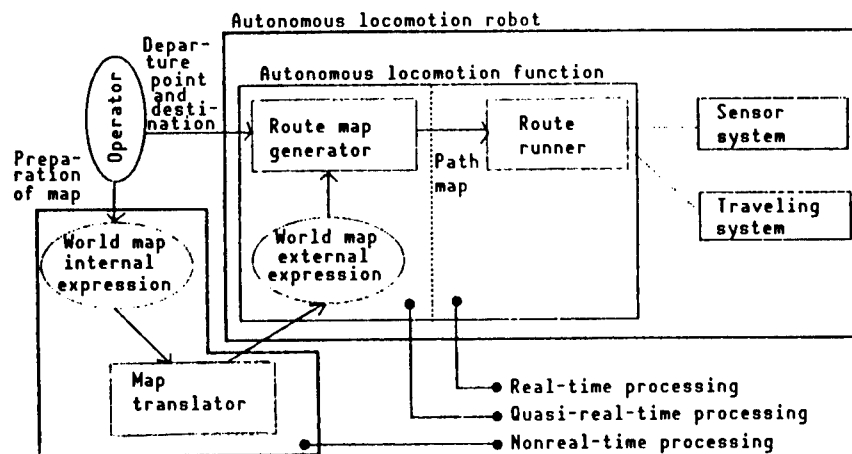 Autonomous locomotion robot
Depar-
ture
point
and
desti-
nation
Autonomous locomotion function
Operator
Route map
generator
Route
runner
Sensor
system
Prepa-
ration
of map
Path
map
Traveling
system
World map
internal
expression
World map
external
expression
Map
translator
Real-time processing
Quasi-real-time processing
Nonreal-time processing